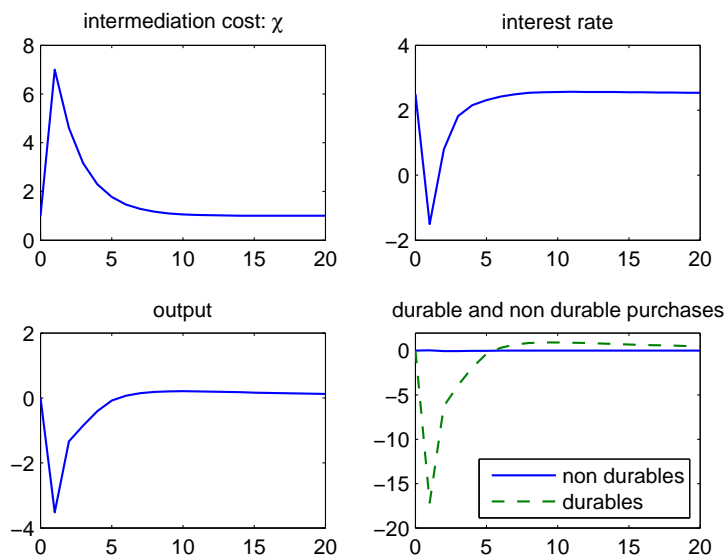 intermediation cost: χ
8
6
4
2
0
0 5 10 15 20
interest rate
4
2
0
−2
0 5 10 15 20
output
2
0
−2
−4
0 5 10 15 20
durable and non durable purchases
0
−5
−10
−15
−20
0 5 10 15 20
non durables
durables